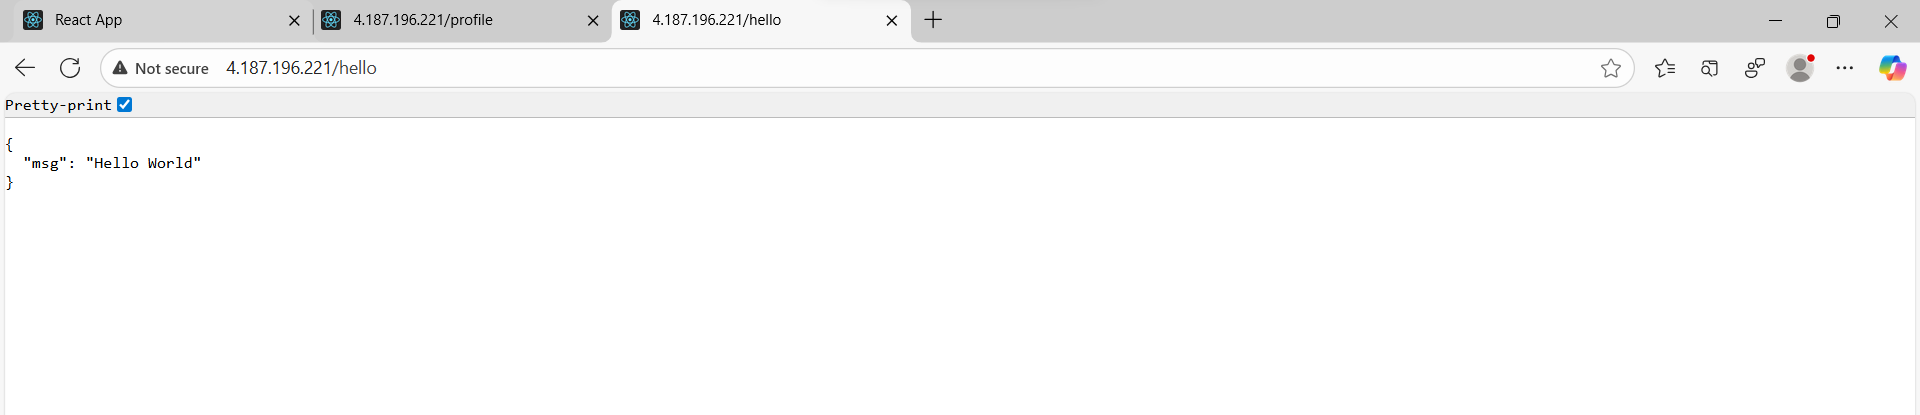 React App
4.187.196.221/profile
4.187.196.221/hello
Not secure 4.187.196.221/hello
Pretty-print
{
  "msg": "Hello World"
}